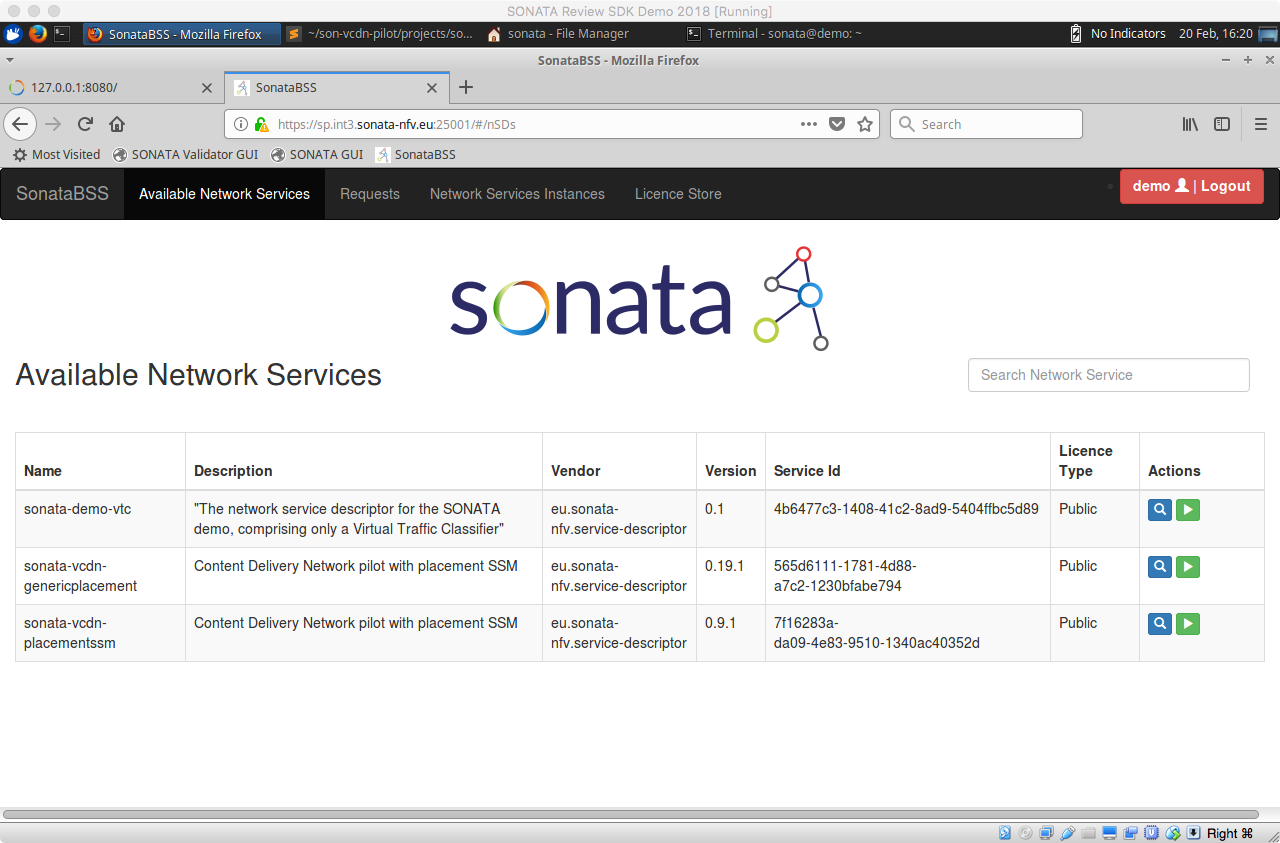 SONATA Review SDK Demo 2018 [Running]
SonataBSS - Mozilla Firefox
~/son-vcdn-pilot/projects/so...
sonata - File Manager
Terminal - sonata@demo: ~
No Indicators
20 Feb, 16:20
SonataBSS - Mozilla Firefox
127.0.0.1:8080/
SonataBSS
https://sp.int3.sonata-nfv.eu:25001/#/nSDs
Search
Most Visited
SONATA Validator GUI
SONATA GUI
SonataBSS
SonataBSS
Available Network Services
Requests
Network Services Instances
Licence Store
demo | Logout
sonata
Available Network Services
Search Network Service
Name
Description
Vendor
Version
Service Id
Licence
Type
Actions
sonata-demo-vtc
"The network service descriptor for the SONATA
demo, comprising only a Virtual Traffic Classifier"
eu.sonata-
nfv.service-descriptor
0.1
4b6477c3-1408-41c2-8ad9-5404ffbc5d89
Public
sonata-vcdn-
genericplacement
Content Delivery Network pilot with placement SSM
eu.sonata-
nfv.service-descriptor
0.19.1
565d6111-1781-4d88-
a7c2-1230bfabe794
Public
sonata-vcdn-
placementssm
Content Delivery Network pilot with placement SSM
eu.sonata-
nfv.service-descriptor
0.9.1
7f16283a-
da09-4e83-9510-1340ac40352d
Public
Right ⌘